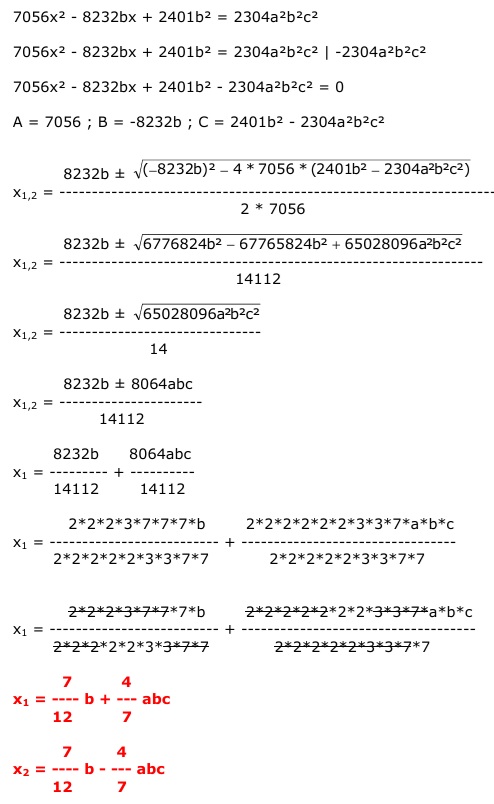 7056x² - 8232bx + 2401b² = 2304a²b²c²
7056x² - 8232bx + 2401b² = 2304a²b²c² | -2304a²b²c²
7056x² - 8232bx + 2401b² - 2304a²b²c² = 0
A = 7056 ; B = -8232b ; C = 2401b² - 2304a²b²c²
8232b ± √(−8232b)² − 4 * 7056 * (2401b² − 2304a²b²c²)
x₁,₂ = --------------------------------------------------------------------
2 * 7056
8232b ± √6776824b² − 67765824b² + 65028096a²b²c²
x₁,₂ = ------------------------------------------------------------------
14112
8232b ± √65028096a²b²c²
x₁,₂ = -------------------------------
14
8232b ± 8064abc
x₁,₂ = ----------------------
14112
8232b 8064abc
x₁ = --------- + ----------
14112 14112
2*2*2*3*7*7*7*b 2*2*2*2*2*2*3*3*7*a*b*c
x₁ = -------------------------- + ---------------------------------
2*2*2*2*2*3*3*7*7 2*2*2*2*2*3*3*7*7
2*2*2*3*7*7*7*b 2*2*2*2*2*2*2*3*3*7*a*b*c
x₁ = -------------------------- + ------------------------------------
2*2*2*2*2*3*3*7*7 2*2*2*2*2*3*3*7*7
7 4
x₁ = ---- b + --- abc
12 7
7 4
x₂ = ---- b - --- abc
12 7